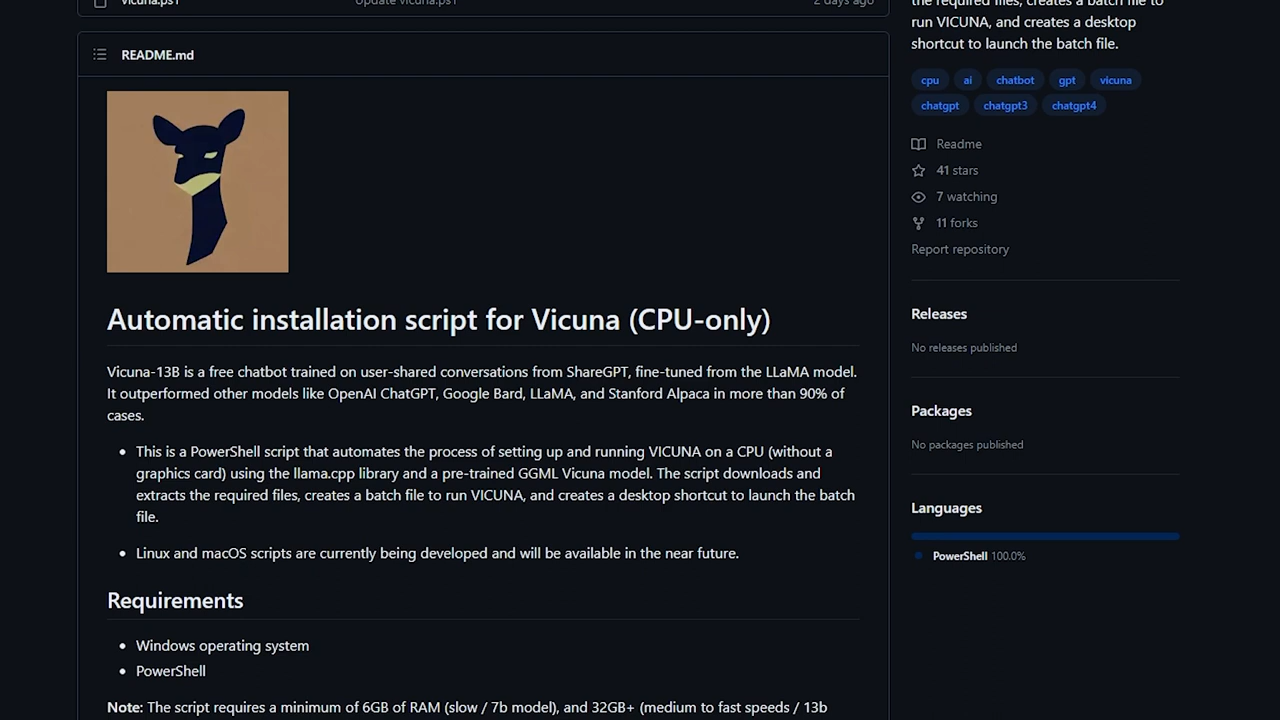 vicuna.ps1 Update vicuna.ps1 2 days ago
README.md
Automatic installation script for Vicuna (CPU-only)
Vicuna-13B is a free chatbot trained on user-shared conversations from ShareGPT, fine-tuned from the LLaMA model.
It outperformed other models like OpenAI ChatGPT, Google Bard, LLaMA, and Stanford Alpaca in more than 90% of
cases.
This is a PowerShell script that automates the process of setting up and running VICUNA on a CPU (without a
graphics card) using the llama.cpp library and a pre-trained GGML Vicuna model. The script downloads and
extracts the required files, creates a batch file to run VICUNA, and creates a desktop shortcut to launch the batch
file.
Linux and macOS scripts are currently being developed and will be available in the near future.
Requirements
Windows operating system
PowerShell
Note: The script requires a minimum of 6GB of RAM (slow / 7b model), and 32GB+ (medium to fast speeds / 13b
the required files, creates a batch file to
run VICUNA, and creates a desktop
shortcut to launch the batch file.
cpu ai chatbot gpt vicuna
chatgpt chatgpt3 chatgpt4
Readme
41 stars
7 watching
11 forks
Report repository
Releases
No releases published
Packages
No packages published
Languages
PowerShell 100.0%